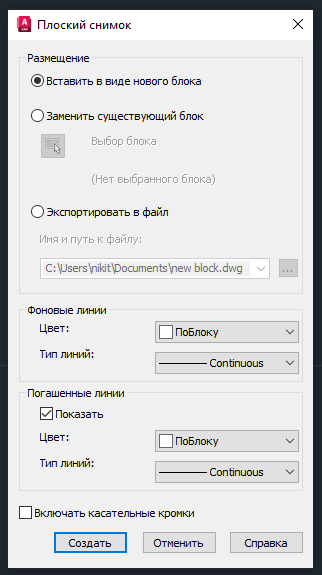 Плоский снимок
Размещение
Вставить в виде нового блока
Заменить существующий блок
Выбор блока
(Нет выбранного блока)
Экспортировать в файл
Имя и путь к файлу:
C:\Users\nikit\Documents\new block.dwg
...
Фоновые линии
Цвет: ПоБлоку
Тип линий: Continuous
Погашенные линии
Показать
Цвет: ПоБлоку
Тип линий: Continuous
Включать касательные кромки
Создать Отменить Справка